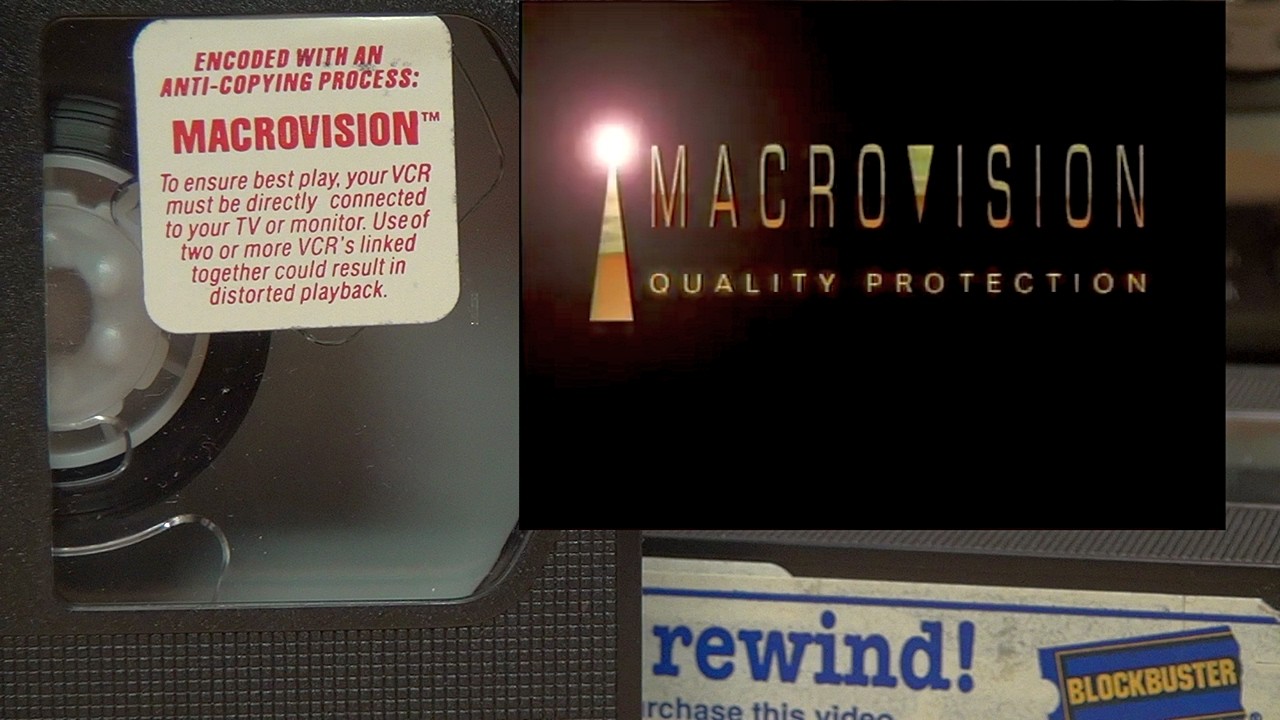 ENCODED WITH AN
ANTI-COPYING PROCESS:
MACROVISION™
To ensure best play, your VCR
must be directly connected
to your TV or monitor. Use of
two or more VCR's linked
together could result in
distorted playback.
MACROVISION
QUALITY PROTECTION
rewind!
this video
BLOCKBUSTER®